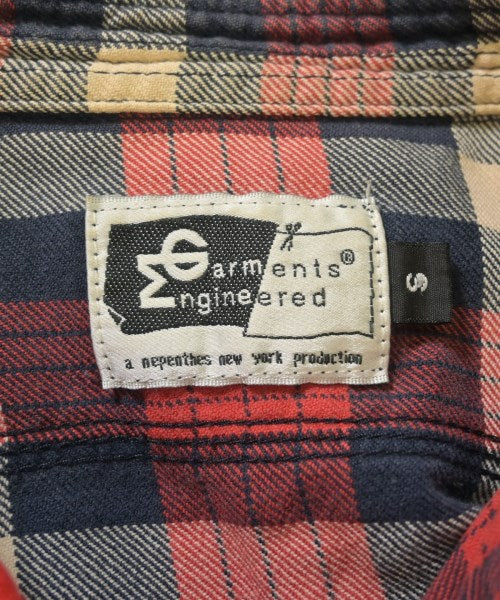 Garments®
Engineered
a nepenthes new york production
S